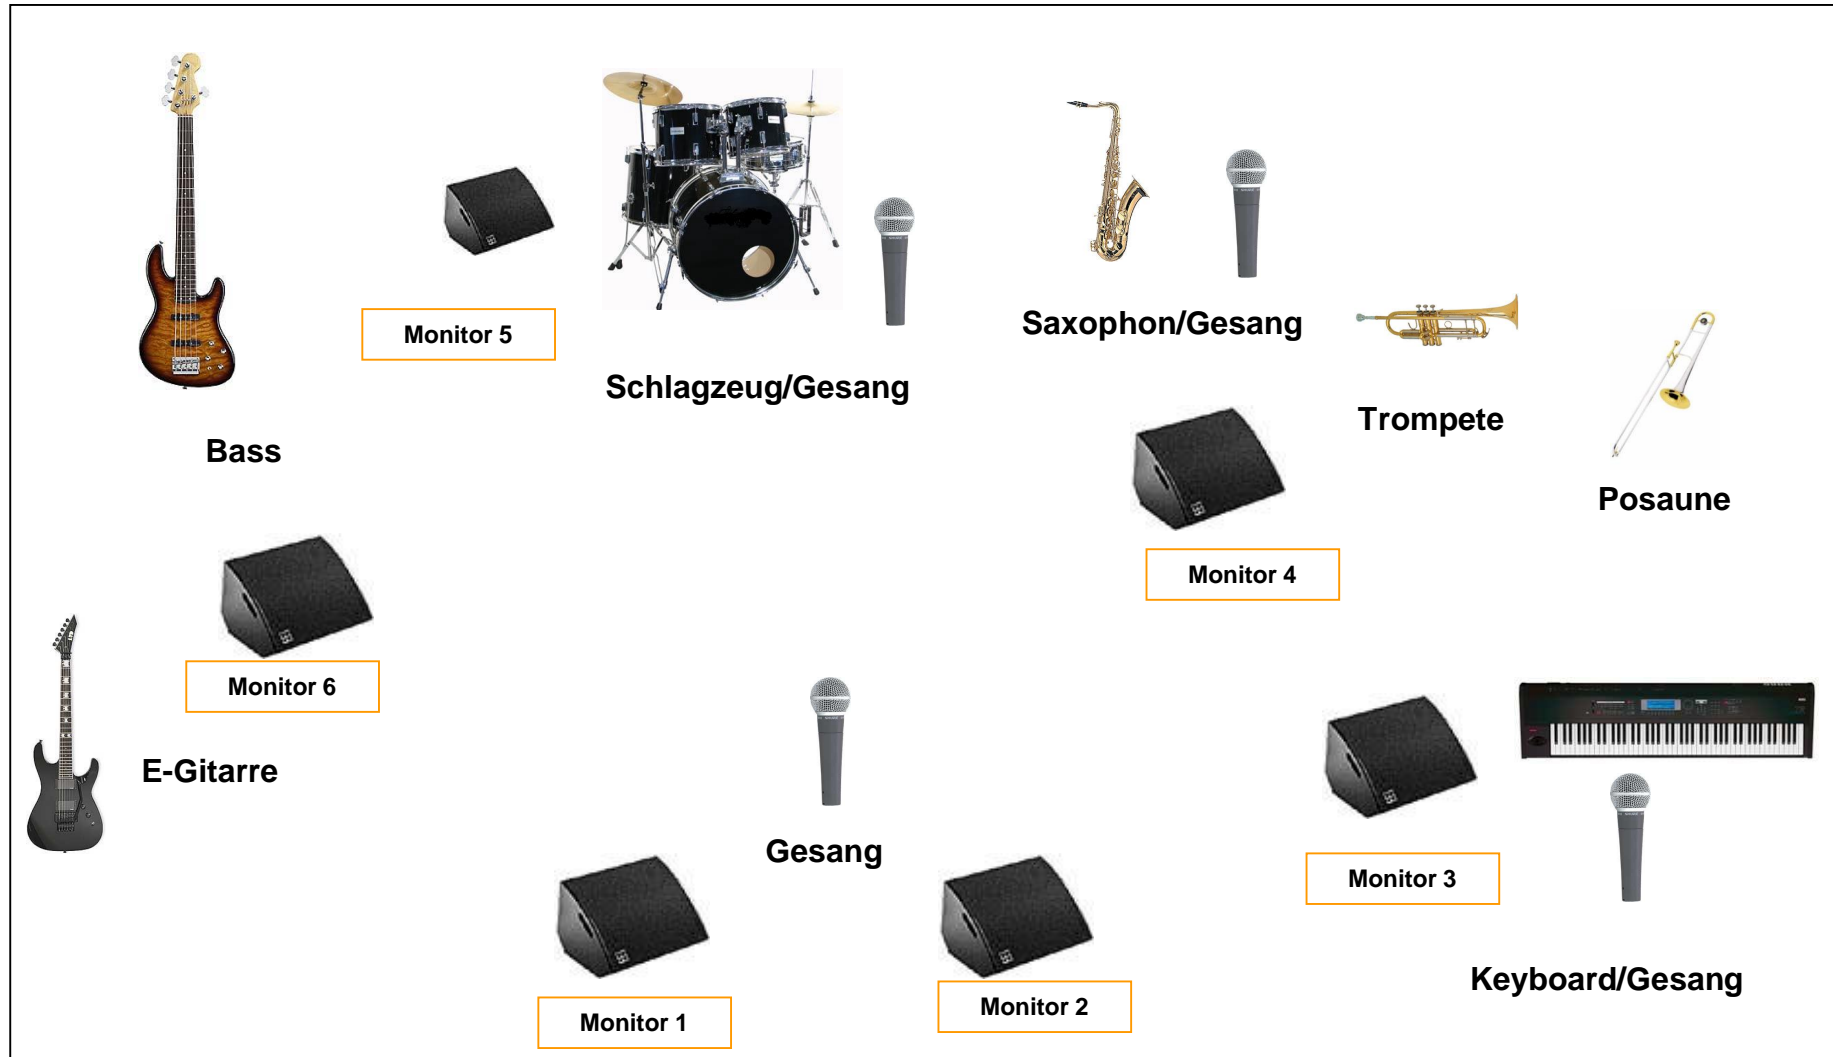 Monitor 5
Saxophon/Gesang
Schlagzeug/Gesang
Trompete
Bass
Posaune
Monitor 4
Monitor 6
E-Gitarre
Gesang
Monitor 3
Keyboard/Gesang
Monitor 2
Monitor 1